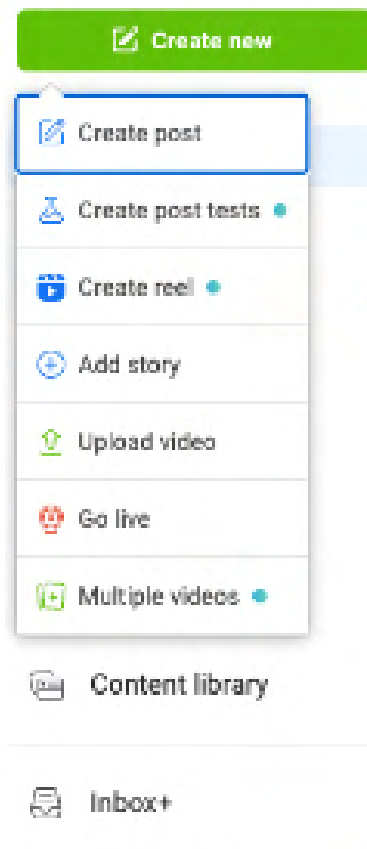 Create new
Create post
Create post tests
Create reel
Add story
Upload video
Go live
Multiple videos
Content library
Inbox+